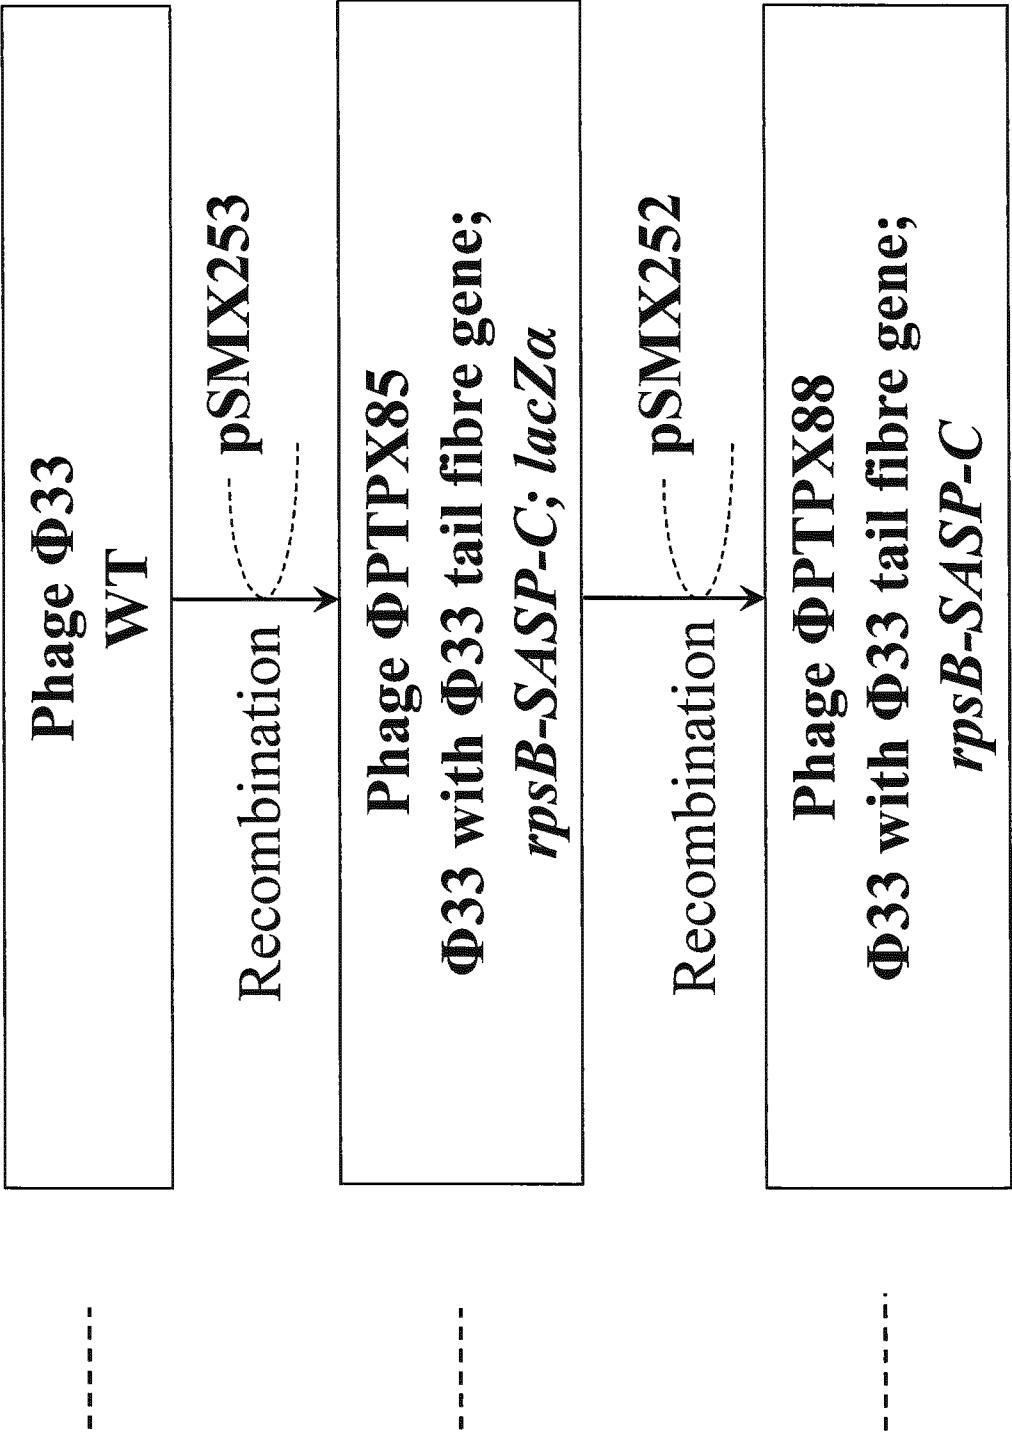 Phage Φ33
WT
Recombination
pSMX253
Phage ΦPTPX85
Φ33 with Φ33 tail fibre gene;
rpsB-SASP-C; lacZα
Recombination
pSMX252
Phage ΦPTPX88
Φ33 with Φ33 tail fibre gene;
rpsB-SASP-C